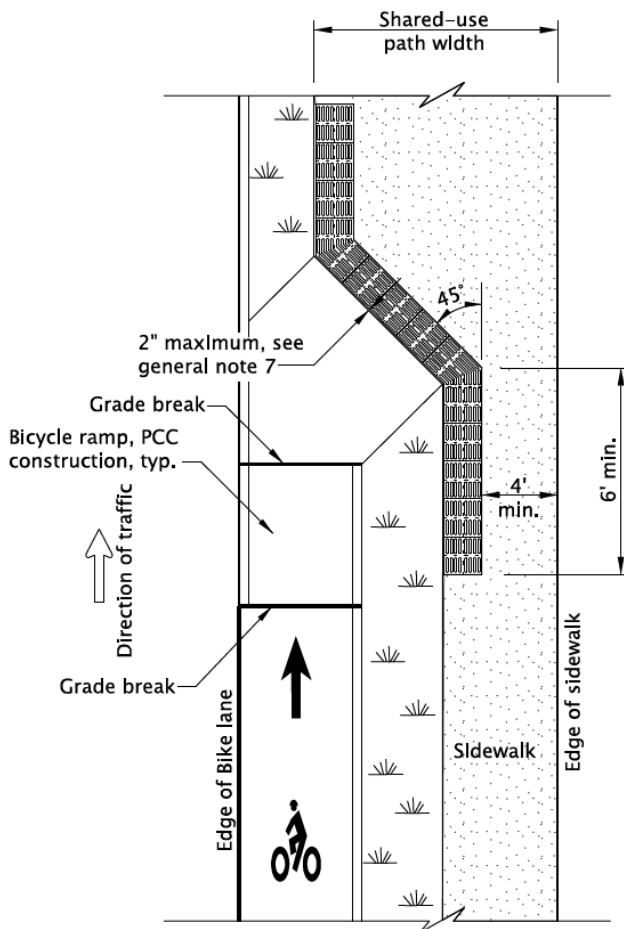 Shared-use
path width
45°
2" maximum, see
general note 7
Grade break
Bicycle ramp, PCC
construction, typ.
4'
min.
6' min.
Direction of traffic
Grade break
Edge of Bike lane
Sidewalk
Edge of sidewalk